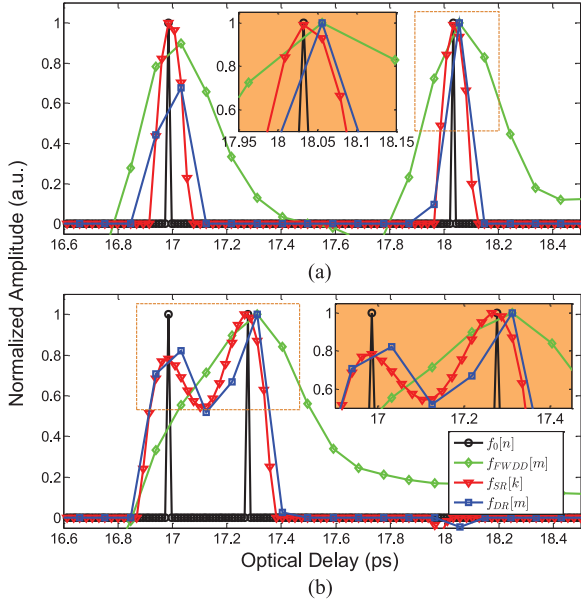 1
0.8
0.6
0.4
0.2
0
16.6 16.8 17 17.2 17.4 17.6 17.8 18 18.2 18.4
1
0.8
0.6
17.95 18 18.05 18.1 18.15
(a)
Normalized Amplitude (a.u.)
1
0.8
0.6
0.4
0.2
0
16.6 16.8 17 17.2 17.4 17.6 17.8 18 18.2 18.4
1
0.8
0.6
17 17.2 17.4
f₀[n]
f_FWDD[m]
f_SR[k]
f_DR[m]
Optical Delay (ps)
(b)